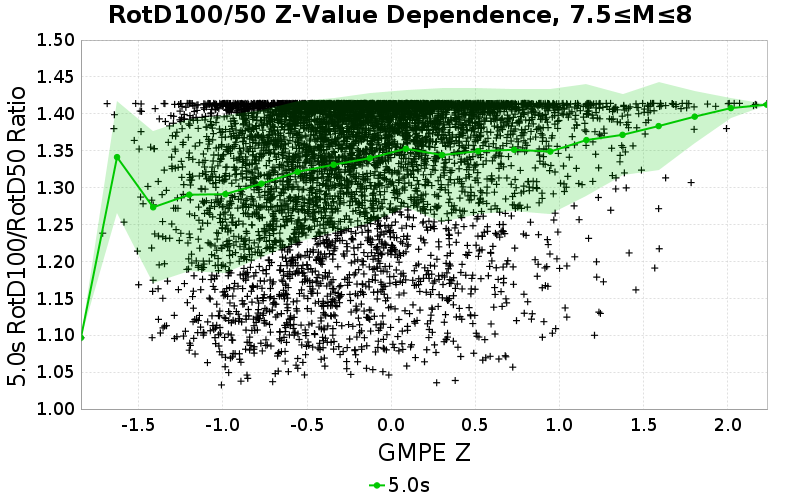 RotD100/50 Z-Value Dependence, 7.5≤M≤8
5.0s RotD100/RotD50 Ratio
1.50
1.45
1.40
1.35
1.30
1.25
1.20
1.15
1.10
1.05
1.00
-1.5 -1.0 -0.5 0.0 0.5 1.0 1.5 2.0
GMPE Z
5.0s